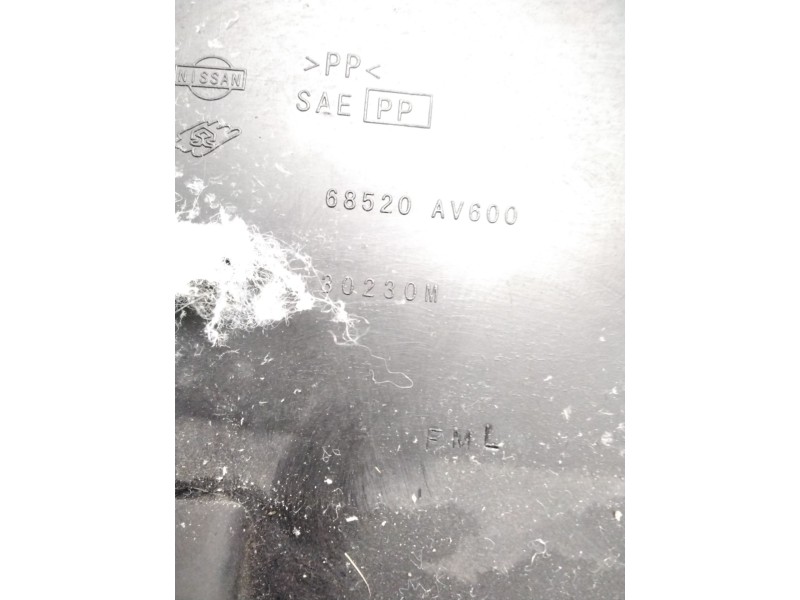 >PP<
NISSAN
SAE PP
68520 AV600
30230M
FML